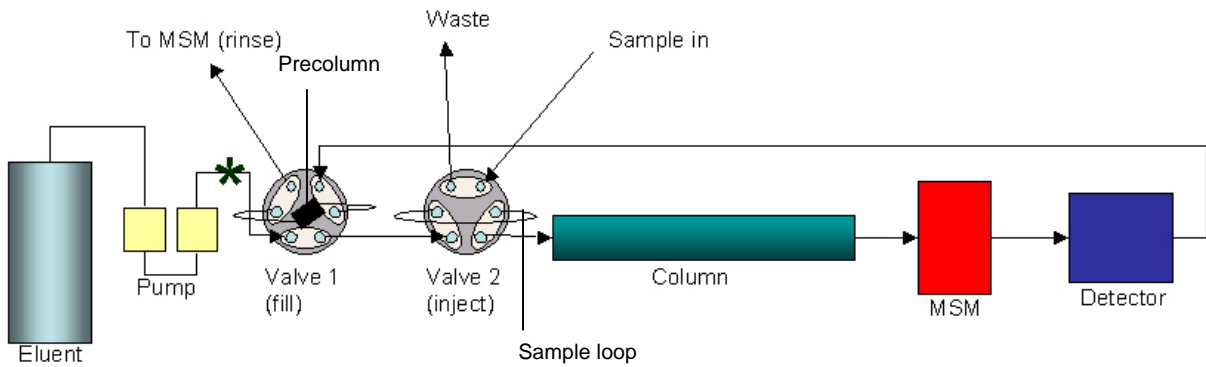 Waste
To MSM (rinse)
Sample in
Precolumn
*
Valve 1
(fill)
Valve 2
(inject)
Column
MSM
Detector
Pump
Eluent
Sample loop